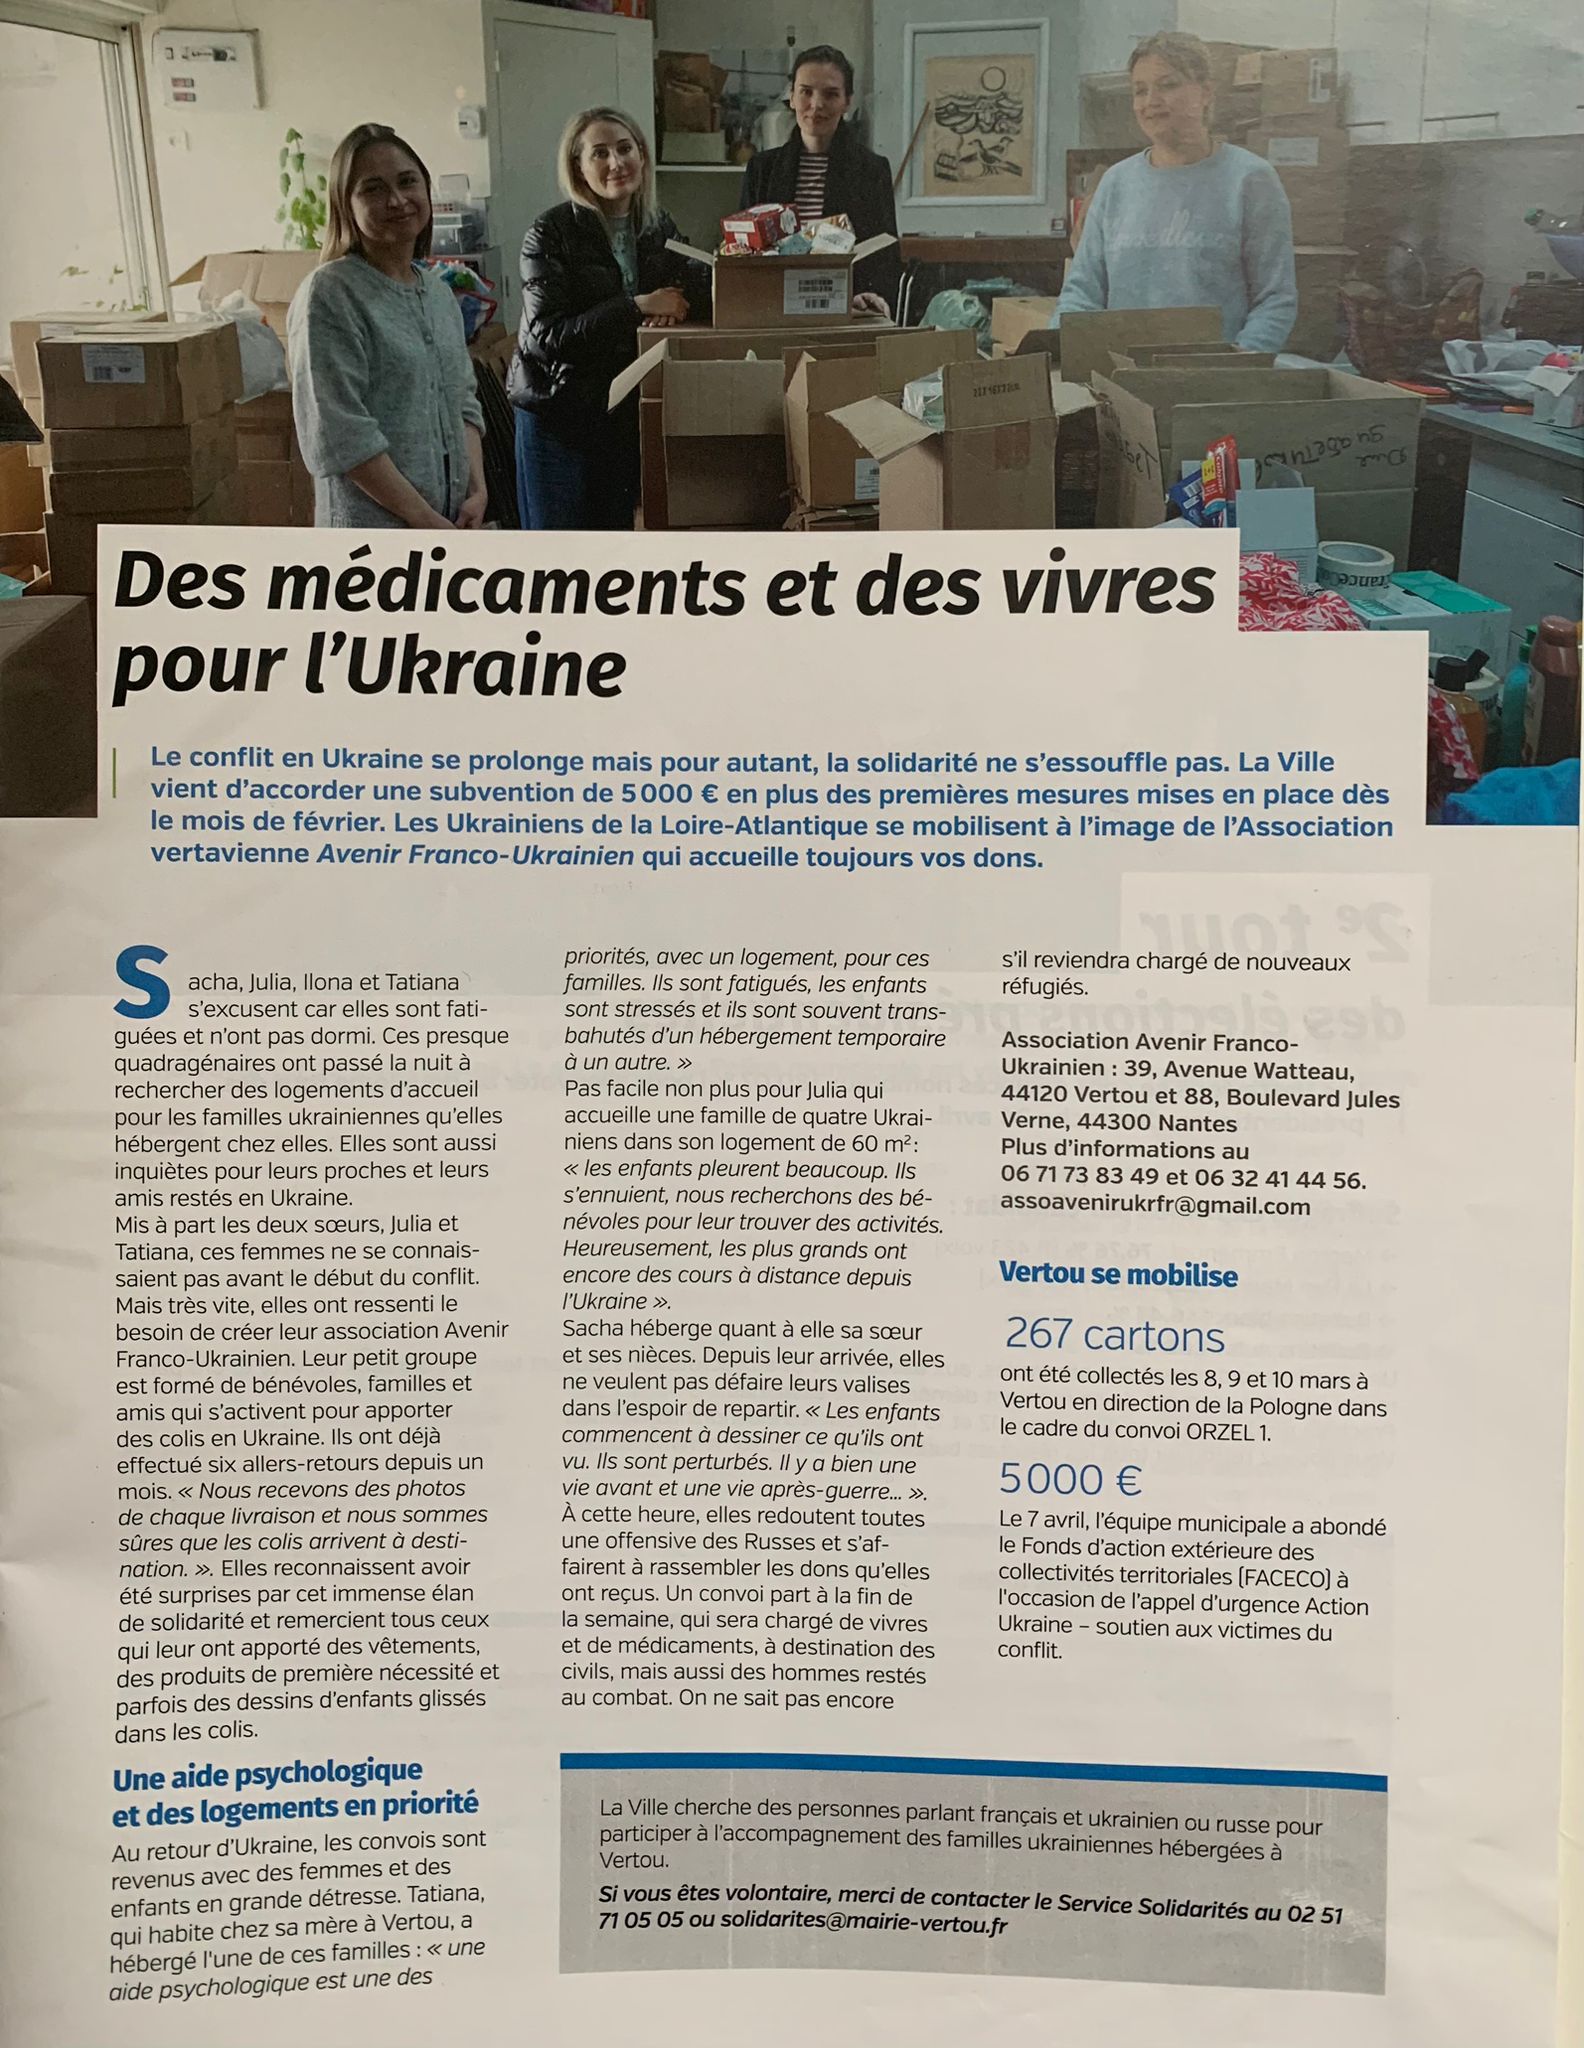 Des médicaments et des vivres
pour l'Ukraine
Le conflit en Ukraine se prolonge mais pour autant, la solidarité ne s'essouffle pas. La Ville
vient d'accorder une subvention de 5 000 € en plus des premières mesures mises en place dès
le mois de février. Les Ukrainiens de la Loire-Atlantique se mobilisent à l'image de l'Association
vertavienne Avenir Franco-Ukrainien qui accueille toujours vos dons.
Sacha, Julia, Ilona et Tatiana
s'excusent car elles sont fati-
guées et n'ont pas dormi. Ces presque
quadragénaires ont passé la nuit à
rechercher des logements d'accueil
pour les familles ukrainiennes qu'elles
hébergent chez elles. Elles sont aussi
inquiètes pour leurs proches et leurs
amis restés en Ukraine.
Mis à part les deux sœurs, Julia et
Tatiana, ces femmes ne se connais-
saient pas avant le début du conflit.
Mais très vite, elles ont ressenti le
besoin de créer leur association Avenir
Franco-Ukrainien. Leur petit groupe
est formé de bénévoles, familles et
amis qui s'activent pour apporter
des colis en Ukraine. Ils ont déjà
effectué six allers-retours depuis un
mois. « Nous recevons des photos
de chaque livraison et nous sommes
sûres que les colis arrivent à desti-
nation. ». Elles reconnaissent avoir
été surprises par cet immense élan
de solidarité et remercient tous ceux
qui leur ont apporté des vêtements,
des produits de première nécessité et
parfois des dessins d'enfants glissés
dans les colis.
Une aide psychologique
et des logements en priorité
Au retour d'Ukraine, les convois sont
revenus avec des femmes et des
enfants en grande détresse. Tatiana,
qui habite chez sa mère à Vertou, a
hébergé l'une de ces familles : « une
aide psychologique est une des
priorités, avec un logement, pour ces
familles. Ils sont fatigués, les enfants
sont stressés et ils sont souvent trans-
bahutés d'un hébergement temporaire
à un autre. »
Pas facile non plus pour Julia qui
accueille une famille de quatre Ukrai-
niens dans son logement de 60 m² :
« les enfants pleurent beaucoup. Ils
s'ennuient, nous recherchons des bé-
névoles pour leur trouver des activités.
Heureusement, les plus grands ont
encore des cours à distance depuis
l'Ukraine ».
Sacha héberge quant à elle sa sœur
et ses nièces. Depuis leur arrivée, elles
ne veulent pas défaire leurs valises
dans l'espoir de repartir. « Les enfants
commencent à dessiner ce qu'ils ont
vu. Ils sont perturbés. Il y a bien une
vie avant et une vie après-guerre... ».
À cette heure, elles redoutent toutes
une offensive des Russes et s'af-
fairent à rassembler les dons qu'elles
ont reçus. Un convoi part à la fin de
la semaine, qui sera chargé de vivres
et de médicaments, à destination des
civils, mais aussi des hommes restés
au combat. On ne sait pas encore
s'il reviendra chargé de nouveaux
réfugiés.
Association Avenir Franco-
Ukrainien : 39, Avenue Watteau,
44120 Vertou et 88, Boulevard Jules
Verne, 44300 Nantes
Plus d'informations au
06 71 73 83 49 et 06 32 41 44 56.
assoavenirukrfr@gmail.com
Vertou se mobilise
267 cartons
ont été collectés les 8, 9 et 10 mars à
Vertou en direction de la Pologne dans
le cadre du convoi ORZEL 1.
5 000 €
Le 7 avril, l'équipe municipale a abondé
le Fonds d'action extérieure des
collectivités territoriales (FACECO) à
l'occasion de l'appel d'urgence Action
Ukraine – soutien aux victimes du
conflit.
La Ville cherche des personnes parlant français et ukrainien ou russe pour
participer à l'accompagnement des familles ukrainiennes hébergées à
Vertou.
Si vous êtes volontaire, merci de contacter le Service Solidarités au 02 51
71 05 05 ou solidarites@mairie-vertou.fr